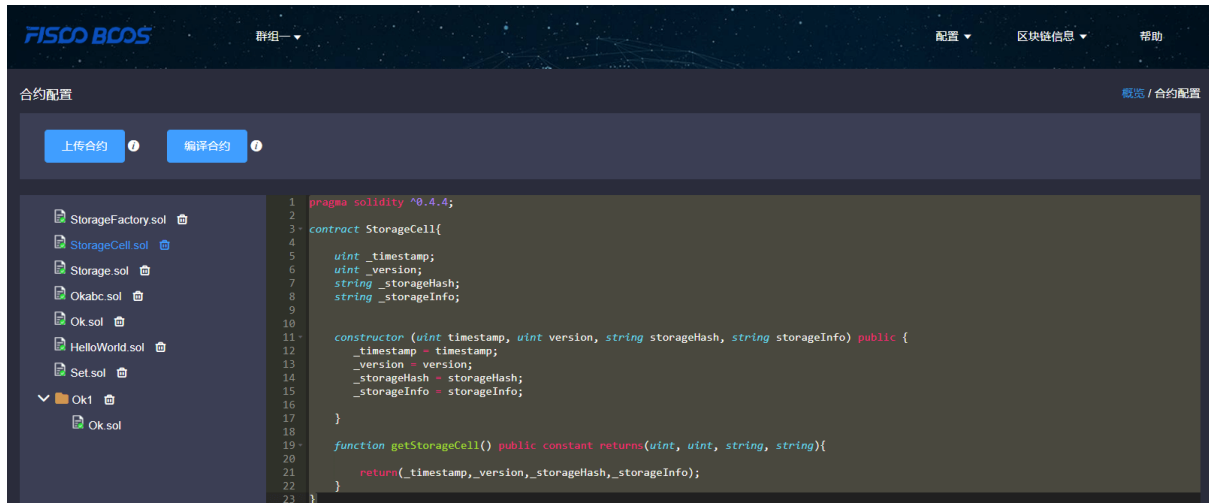 FISCO BCOS 群组一 配置 区块链信息 帮助
合约配置 概览 / 合约配置
上传合约 编译合约
StorageFactory.sol
StorageCell.sol
Storage.sol
Okabc.sol
Ok.sol
HelloWorld.sol
Set.sol
Ok1
Ok.sol
1 pragma solidity ^0.4.4;
2
3 contract StorageCell{
4
5 uint _timestamp;
6 uint _version;
7 string _storageHash;
8 string _storageInfo;
9
10
11 constructor (uint timestamp, uint version, string storageHash, string storageInfo) public {
12 _timestamp = timestamp;
13 _version = version;
14 _storageHash = storageHash;
15 _storageInfo = storageInfo;
16
17 }
18
19 function getStorageCell() public constant returns(uint, uint, string, string){
20
21 return(_timestamp,_version,_storageHash,_storageInfo);
22 }
23 }